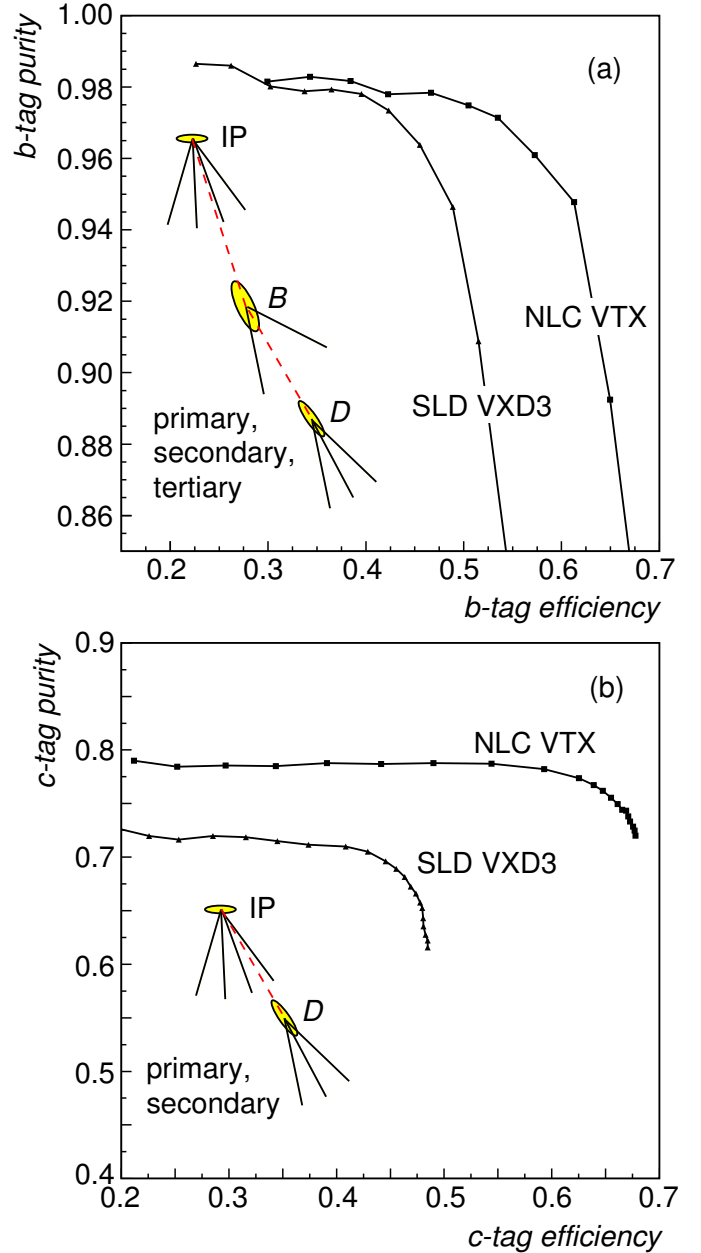 1.00
0.98
0.96
0.94
0.92
0.90
0.88
0.86
b-tag purity
(a)
IP
B
D
NLC VTX
SLD VXD3
primary,
secondary,
tertiary
0.2 0.3 0.4 0.5 0.6 0.7
b-tag efficiency
0.9
0.8
0.7
0.6
0.5
0.4
c-tag purity
(b)
NLC VTX
SLD VXD3
IP
D
primary,
secondary
0.2 0.3 0.4 0.5 0.6 0.7
c-tag efficiency